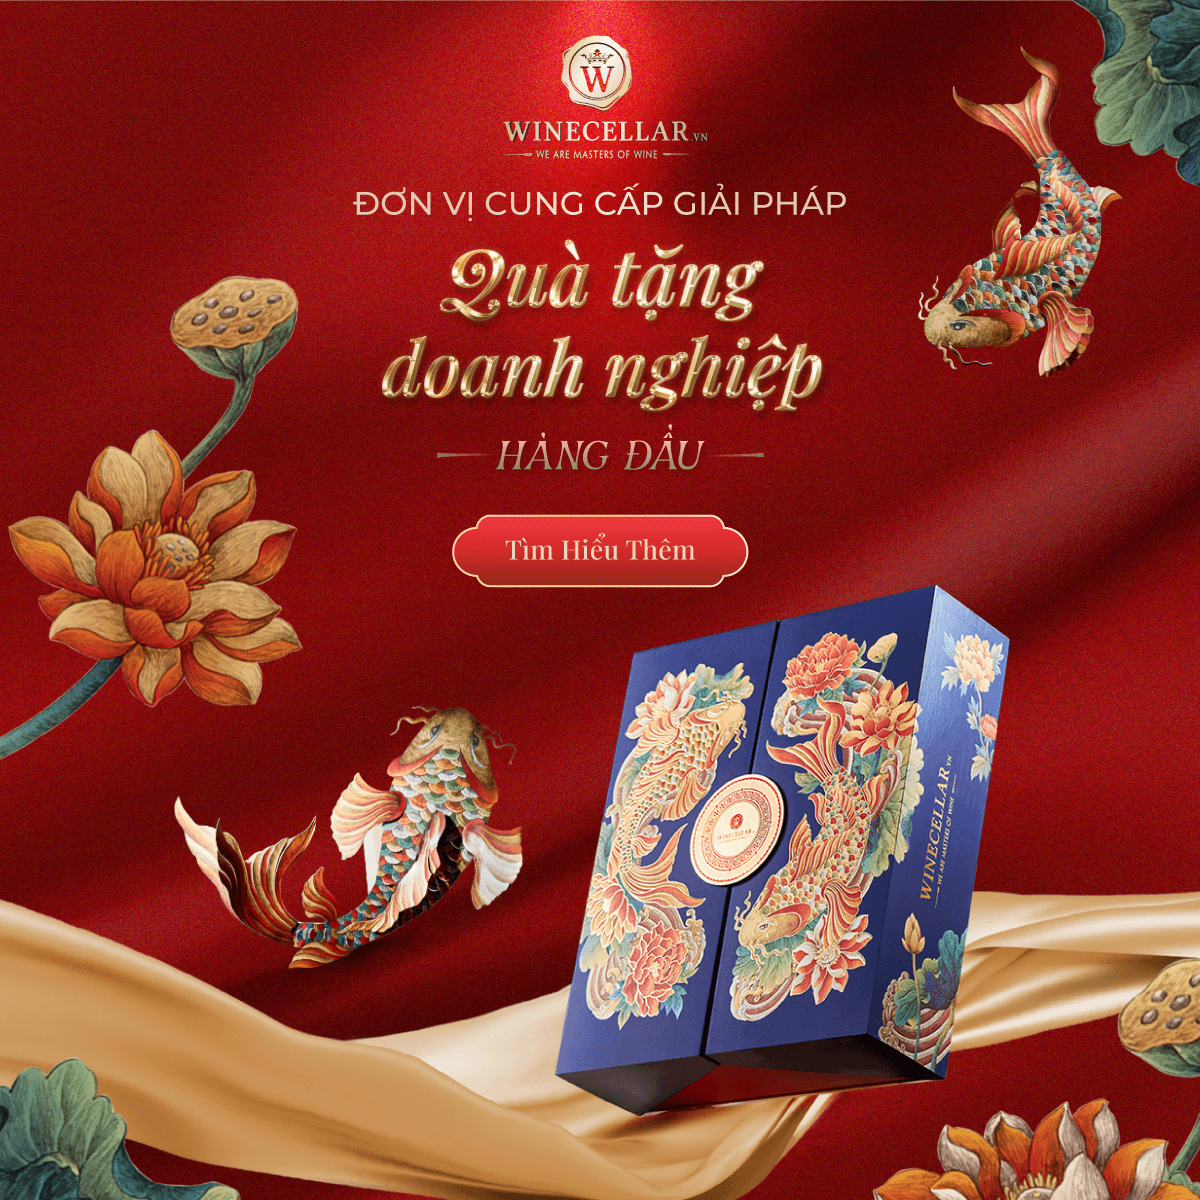 W
WINECELLAR.VN
WE ARE MASTERS OF WINE
ĐƠN VỊ CUNG CẤP GIẢI PHÁP
Quà tặng
doanh nghiệp
HÀNG ĐẦU
Tìm Hiểu Thêm
WINECELLAR
WINECELLAR.VN
WE ARE MASTERS OF WINE